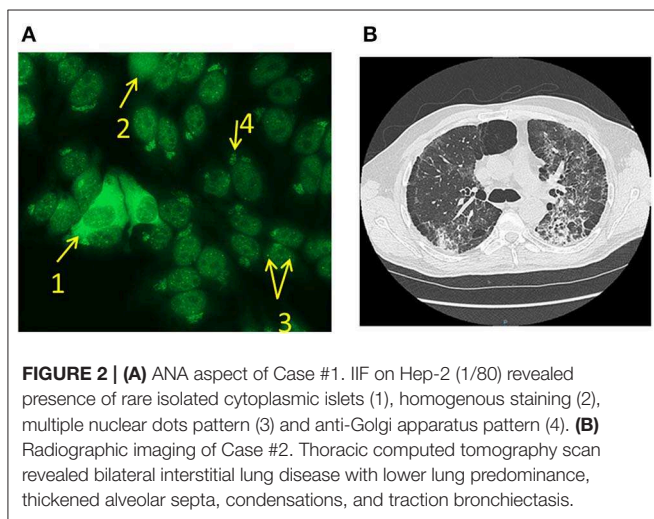 A
B
1
2
4
3
FIGURE 2 | (A) ANA aspect of Case #1. IIF on Hep-2 (1/80) revealed
presence of rare isolated cytoplasmic islets (1), homogenous staining (2),
multiple nuclear dots pattern (3) and anti-Golgi apparatus pattern (4). (B)
Radiographic imaging of Case #2. Thoracic computed tomography scan
revealed bilateral interstitial lung disease with lower lung predominance,
thickened alveolar septa, condensations, and traction bronchiectasis.